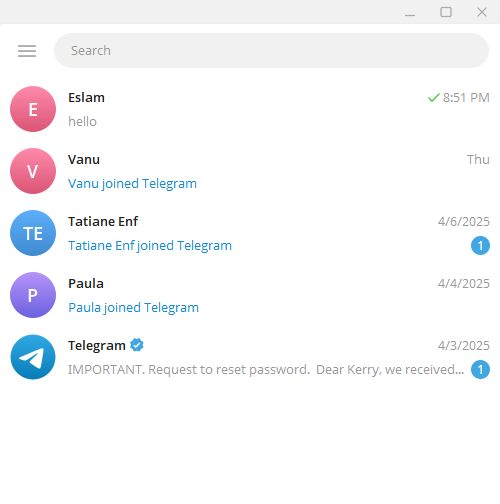 Search
E
Eslam
8:51 PM
hello
V
Vanu
Thu
Vanu joined Telegram
TE
Tatiane Enf
4/6/2025
Tatiane Enf joined Telegram
1
P
Paula
4/4/2025
Paula joined Telegram
Telegram
4/3/2025
IMPORTANT. Request to reset password. Dear Kerry, we received...
1